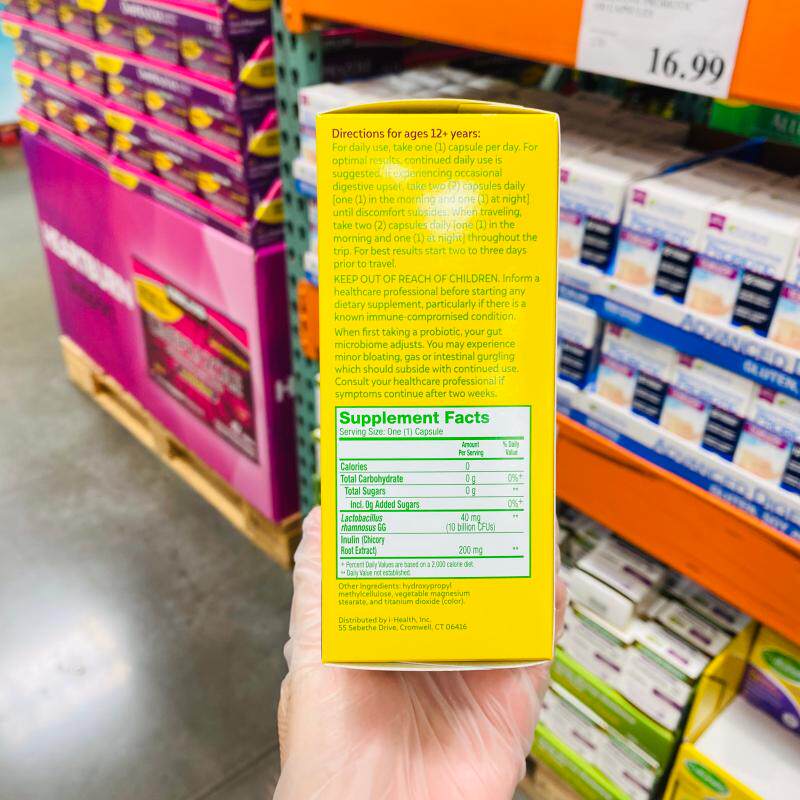 16.99
Directions for ages 12+ years:
For daily use, take one (1) capsule per day. For
optimal results, continued daily use is
suggested. If experiencing occasional
digestive upset, take two (2) capsules daily
[one (1) in the morning and one (1) at night]
until discomfort subsides. When traveling,
take two (2) capsules daily [one (1) in the
morning and one (1) at night] throughout the
trip. For best results start two to three days
prior to travel.
KEEP OUT OF REACH OF CHILDREN. Inform a
healthcare professional before starting any
dietary supplement, particularly if there is a
known immune-compromised condition.
When first taking a probiotic, your gut
microbiome adjusts. You may experience
minor bloating, gas or intestinal gurgling
which should subside with continued use.
Consult your healthcare professional if
symptoms continue after two weeks.
Supplement Facts
Serving Size: One (1) Capsule
Amount Per Serving % Daily Value
Calories 0
Total Carbohydrate 0 g 0%+
Total Sugars 0 g **
Incl. 0g Added Sugars 0%+
Lactobacillus rhamnosus GG 40 mg (10 billion CFUs) **
Inulin (Chicory Root Extract) 200 mg **
+ Percent Daily Values are based on a 2,000 calorie diet.
** Daily Value not established.
Other Ingredients: hydroxypropyl
methylcellulose, vegetable magnesium
stearate, and titanium dioxide (color).
Distributed by i-Health, Inc.
55 Sebethe Drive, Cromwell, CT 06416